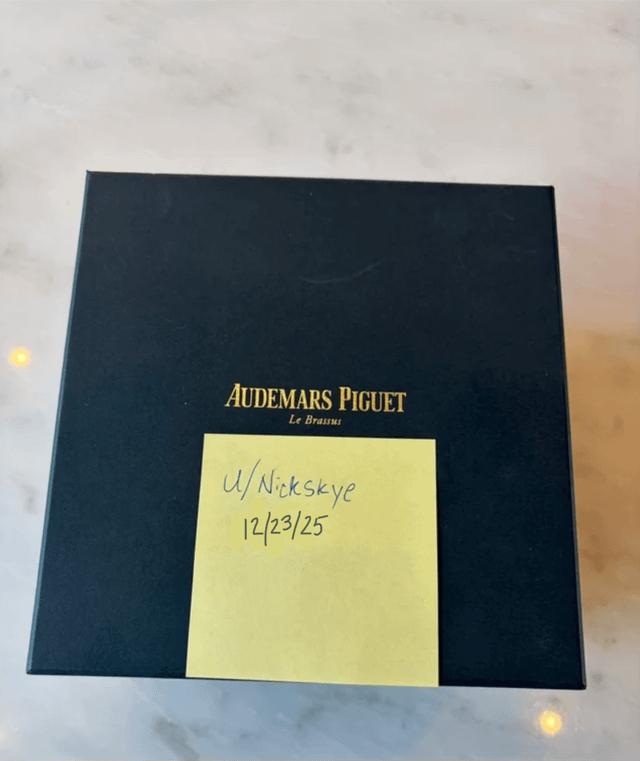 AUDEMARS PIGUET
Le Brassus
U/Nickskye
12/23/25